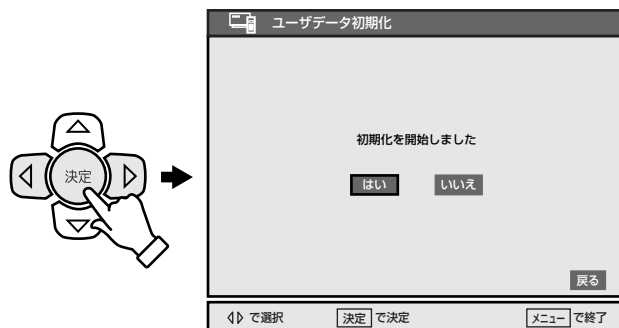 ユーザデータ初期化
決定
初期化を開始しました
はい いいえ
戻る
で選択 決定 で決定 メニュー で終了